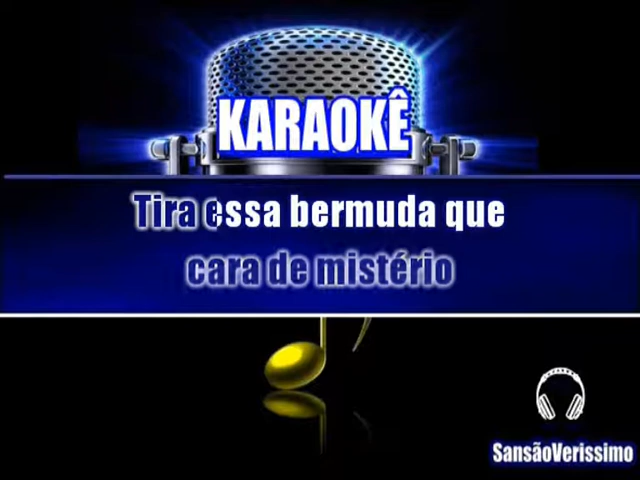 KARAOKÊ
Tira essa bermuda que
cara de mistério
SansãoVerissimo